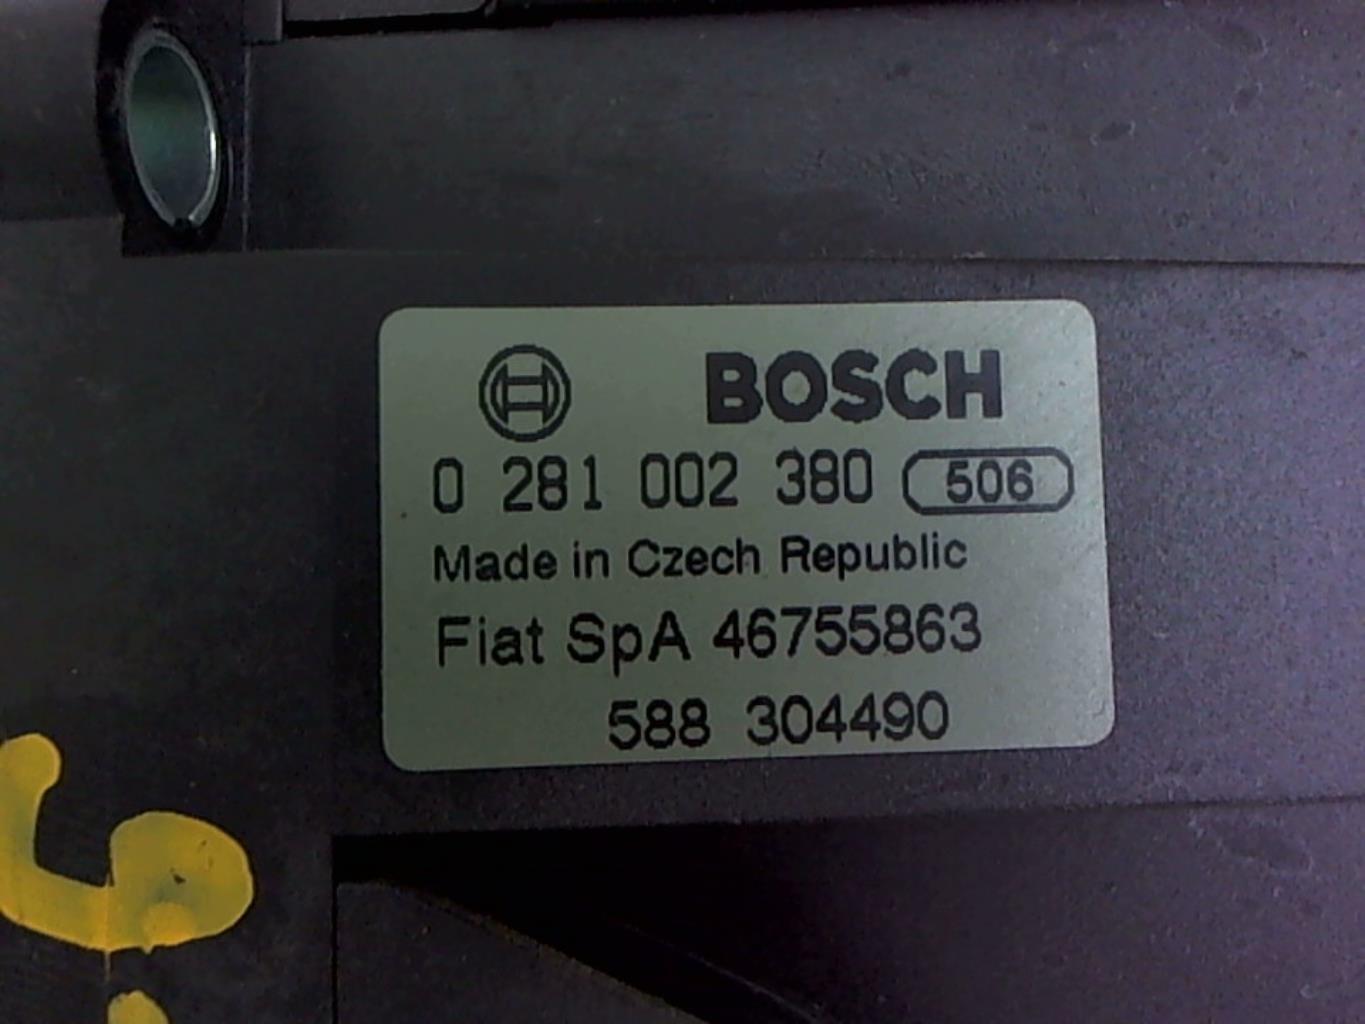 BOSCH
0 281 002 380 506
Made in Czech Republic
Fiat SpA 46755863
588 304490